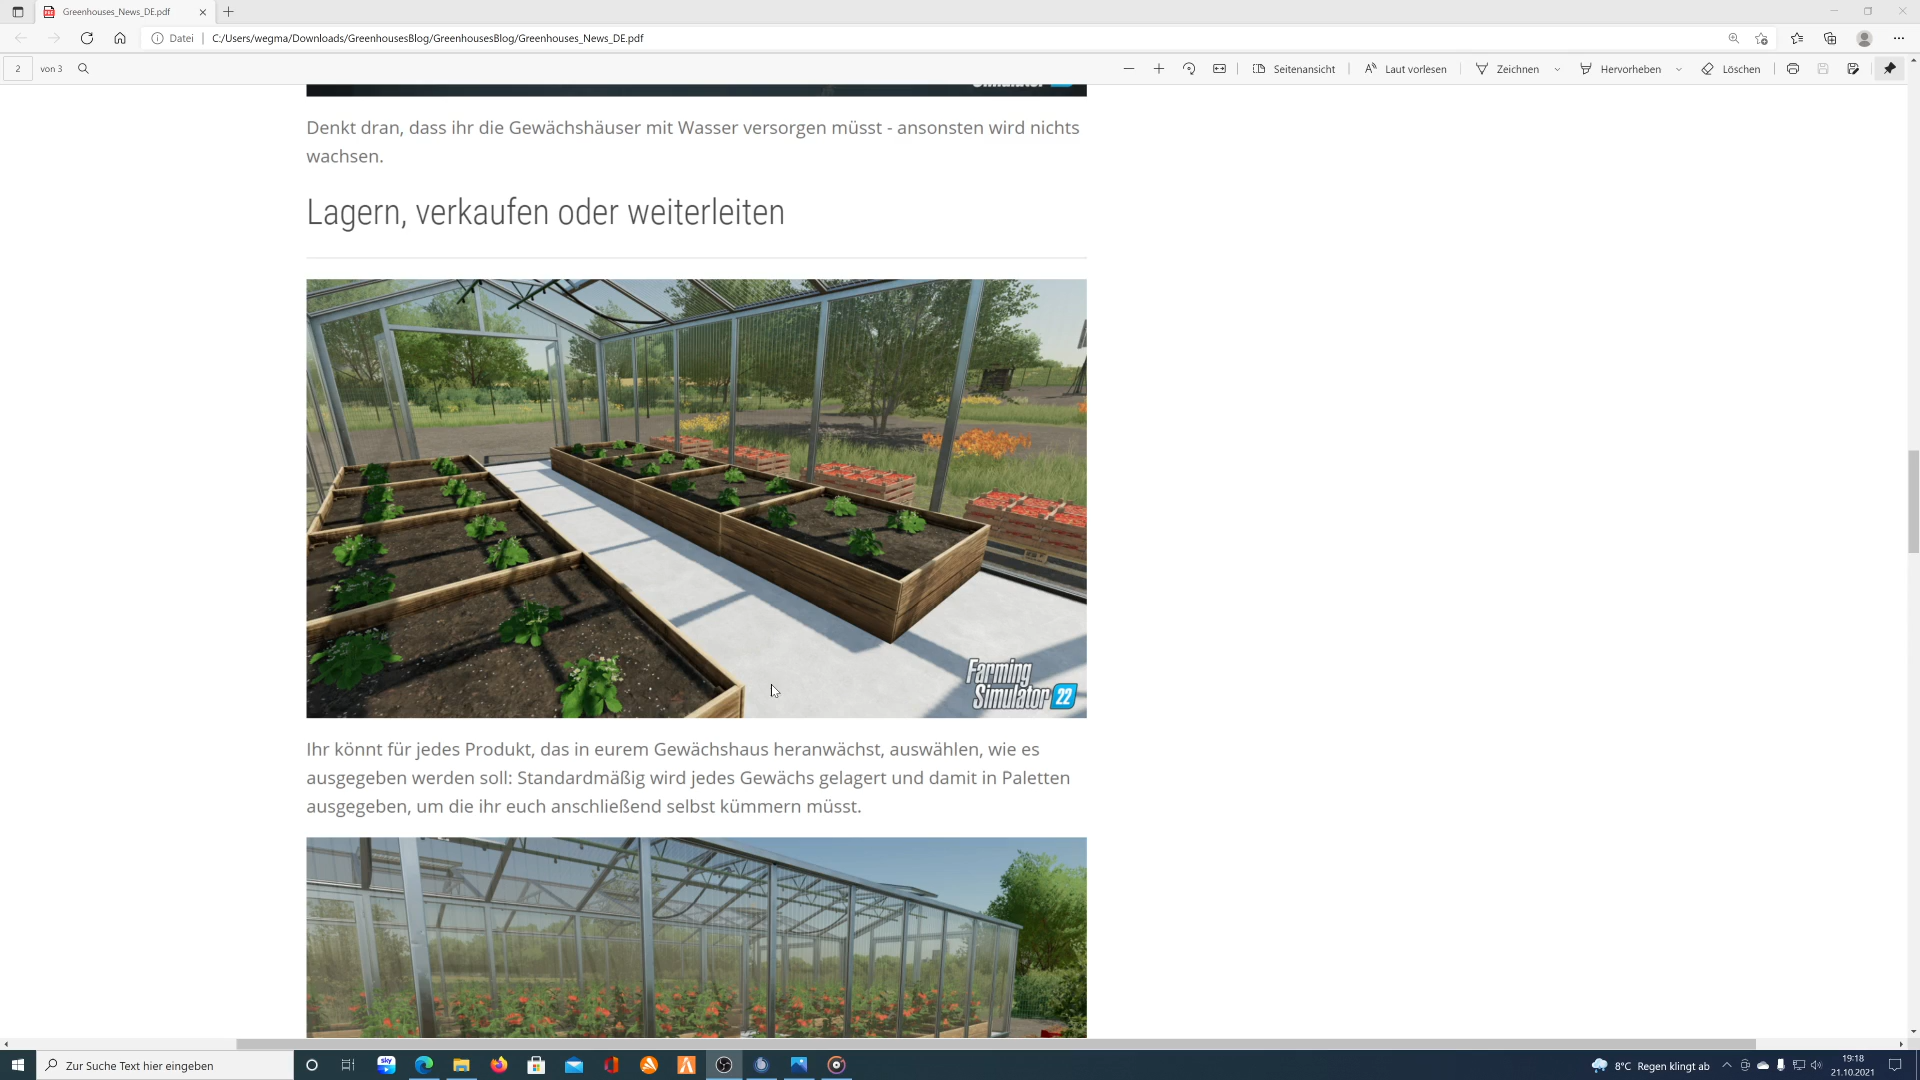 Greenhouses_News_DE.pdf
Datei
C:/Users/wegma/Downloads/GreenhousesBlog/GreenhousesBlog/Greenhouses_News_DE.pdf
2 von 3
Seitenansicht
Laut vorlesen
Zeichnen
Hervorheben
Löschen
Simulator
Denkt dran, dass ihr die Gewächshäuser mit Wasser versorgen müsst - ansonsten wird nichts
wachsen.
Lagern, verkaufen oder weiterleiten
Farming
Simulator 22
Ihr könnt für jedes Produkt, das in eurem Gewächshaus heranwächst, auswählen, wie es
ausgegeben werden soll: Standardmäßig wird jedes Gewächs gelagert und damit in Paletten
ausgegeben, um die ihr euch anschließend selbst kümmern müsst.
Zur Suche Text hier eingeben
sky
8°C Regen klingt ab
19:18
21.10.2021